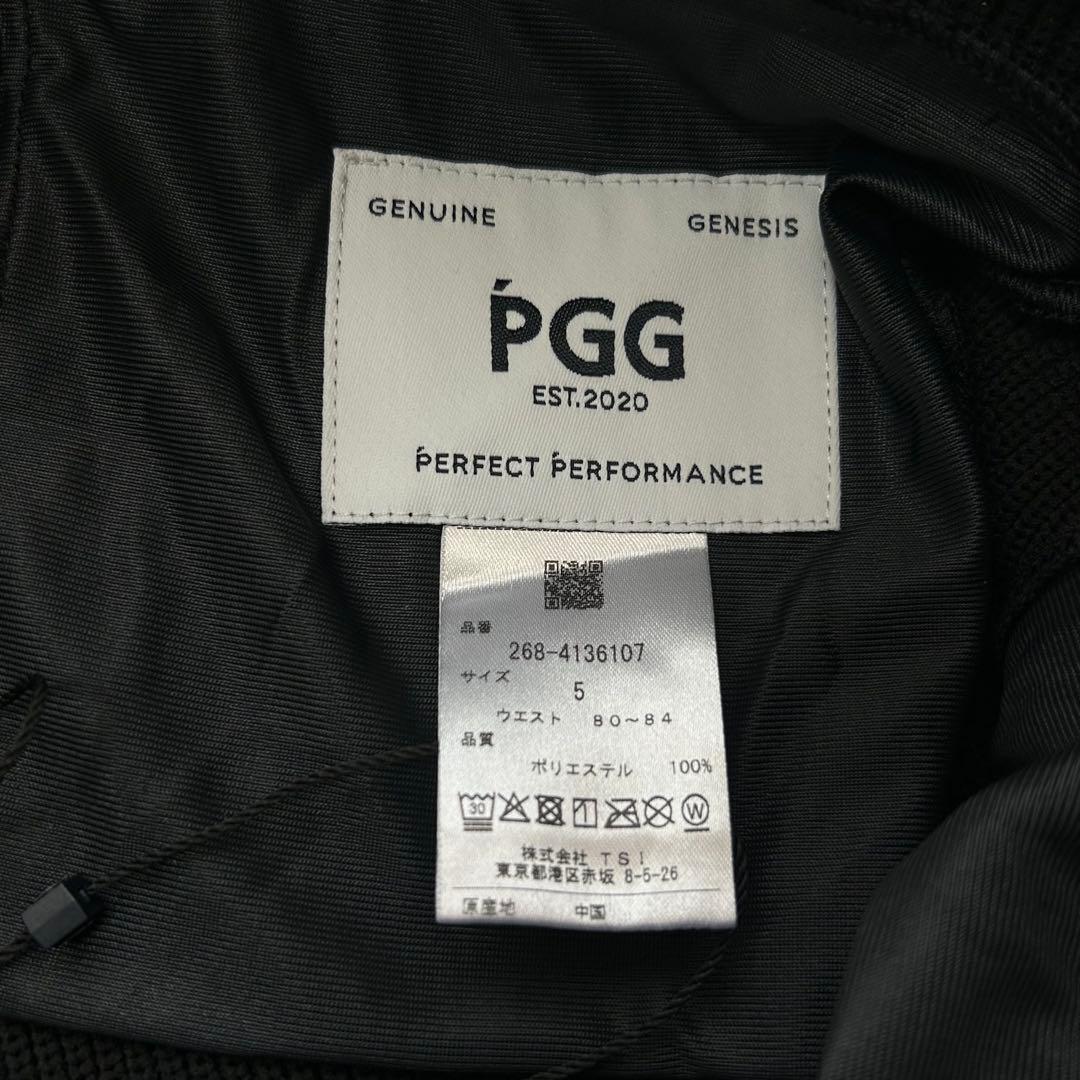 GENUINE GENESIS
ṔGG
EST.2020
ṔERFECT ṔERFORMANCE
品番
268-4136107
サイズ
5
ウエスト 80~84
品質
ポリエステル 100%
30 W
株式会社 TSI
東京都港区赤坂 8-5-26
原産地 中国